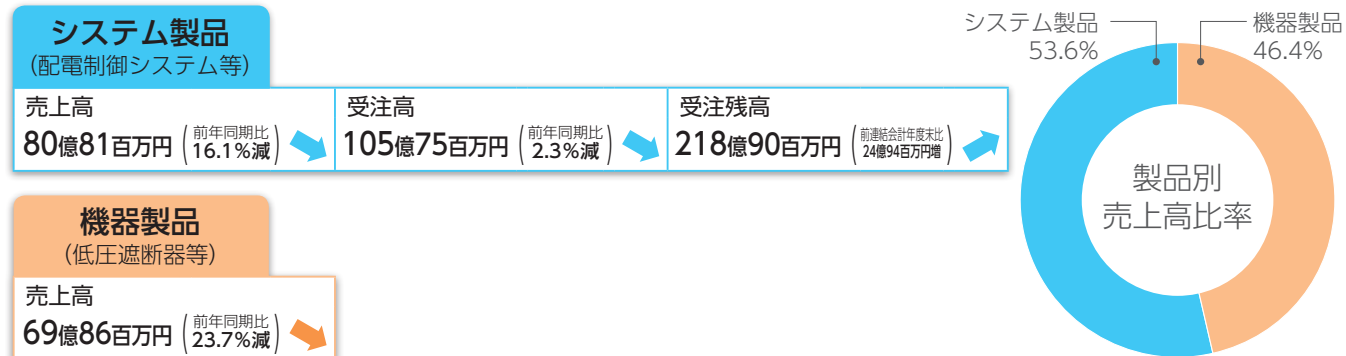 システム製品
(配電制御システム等)
売上高
80億81百万円 (前年同期比 16.1%減)
受注高
105億75百万円 (前年同期比 2.3%減)
受注残高
218億90百万円 (前連結会計年度末比 24億94百万円増)
機器製品
(低圧遮断器等)
売上高
69億86百万円 (前年同期比 23.7%減)
システム製品
53.6%
機器製品
46.4%
製品別
売上高比率